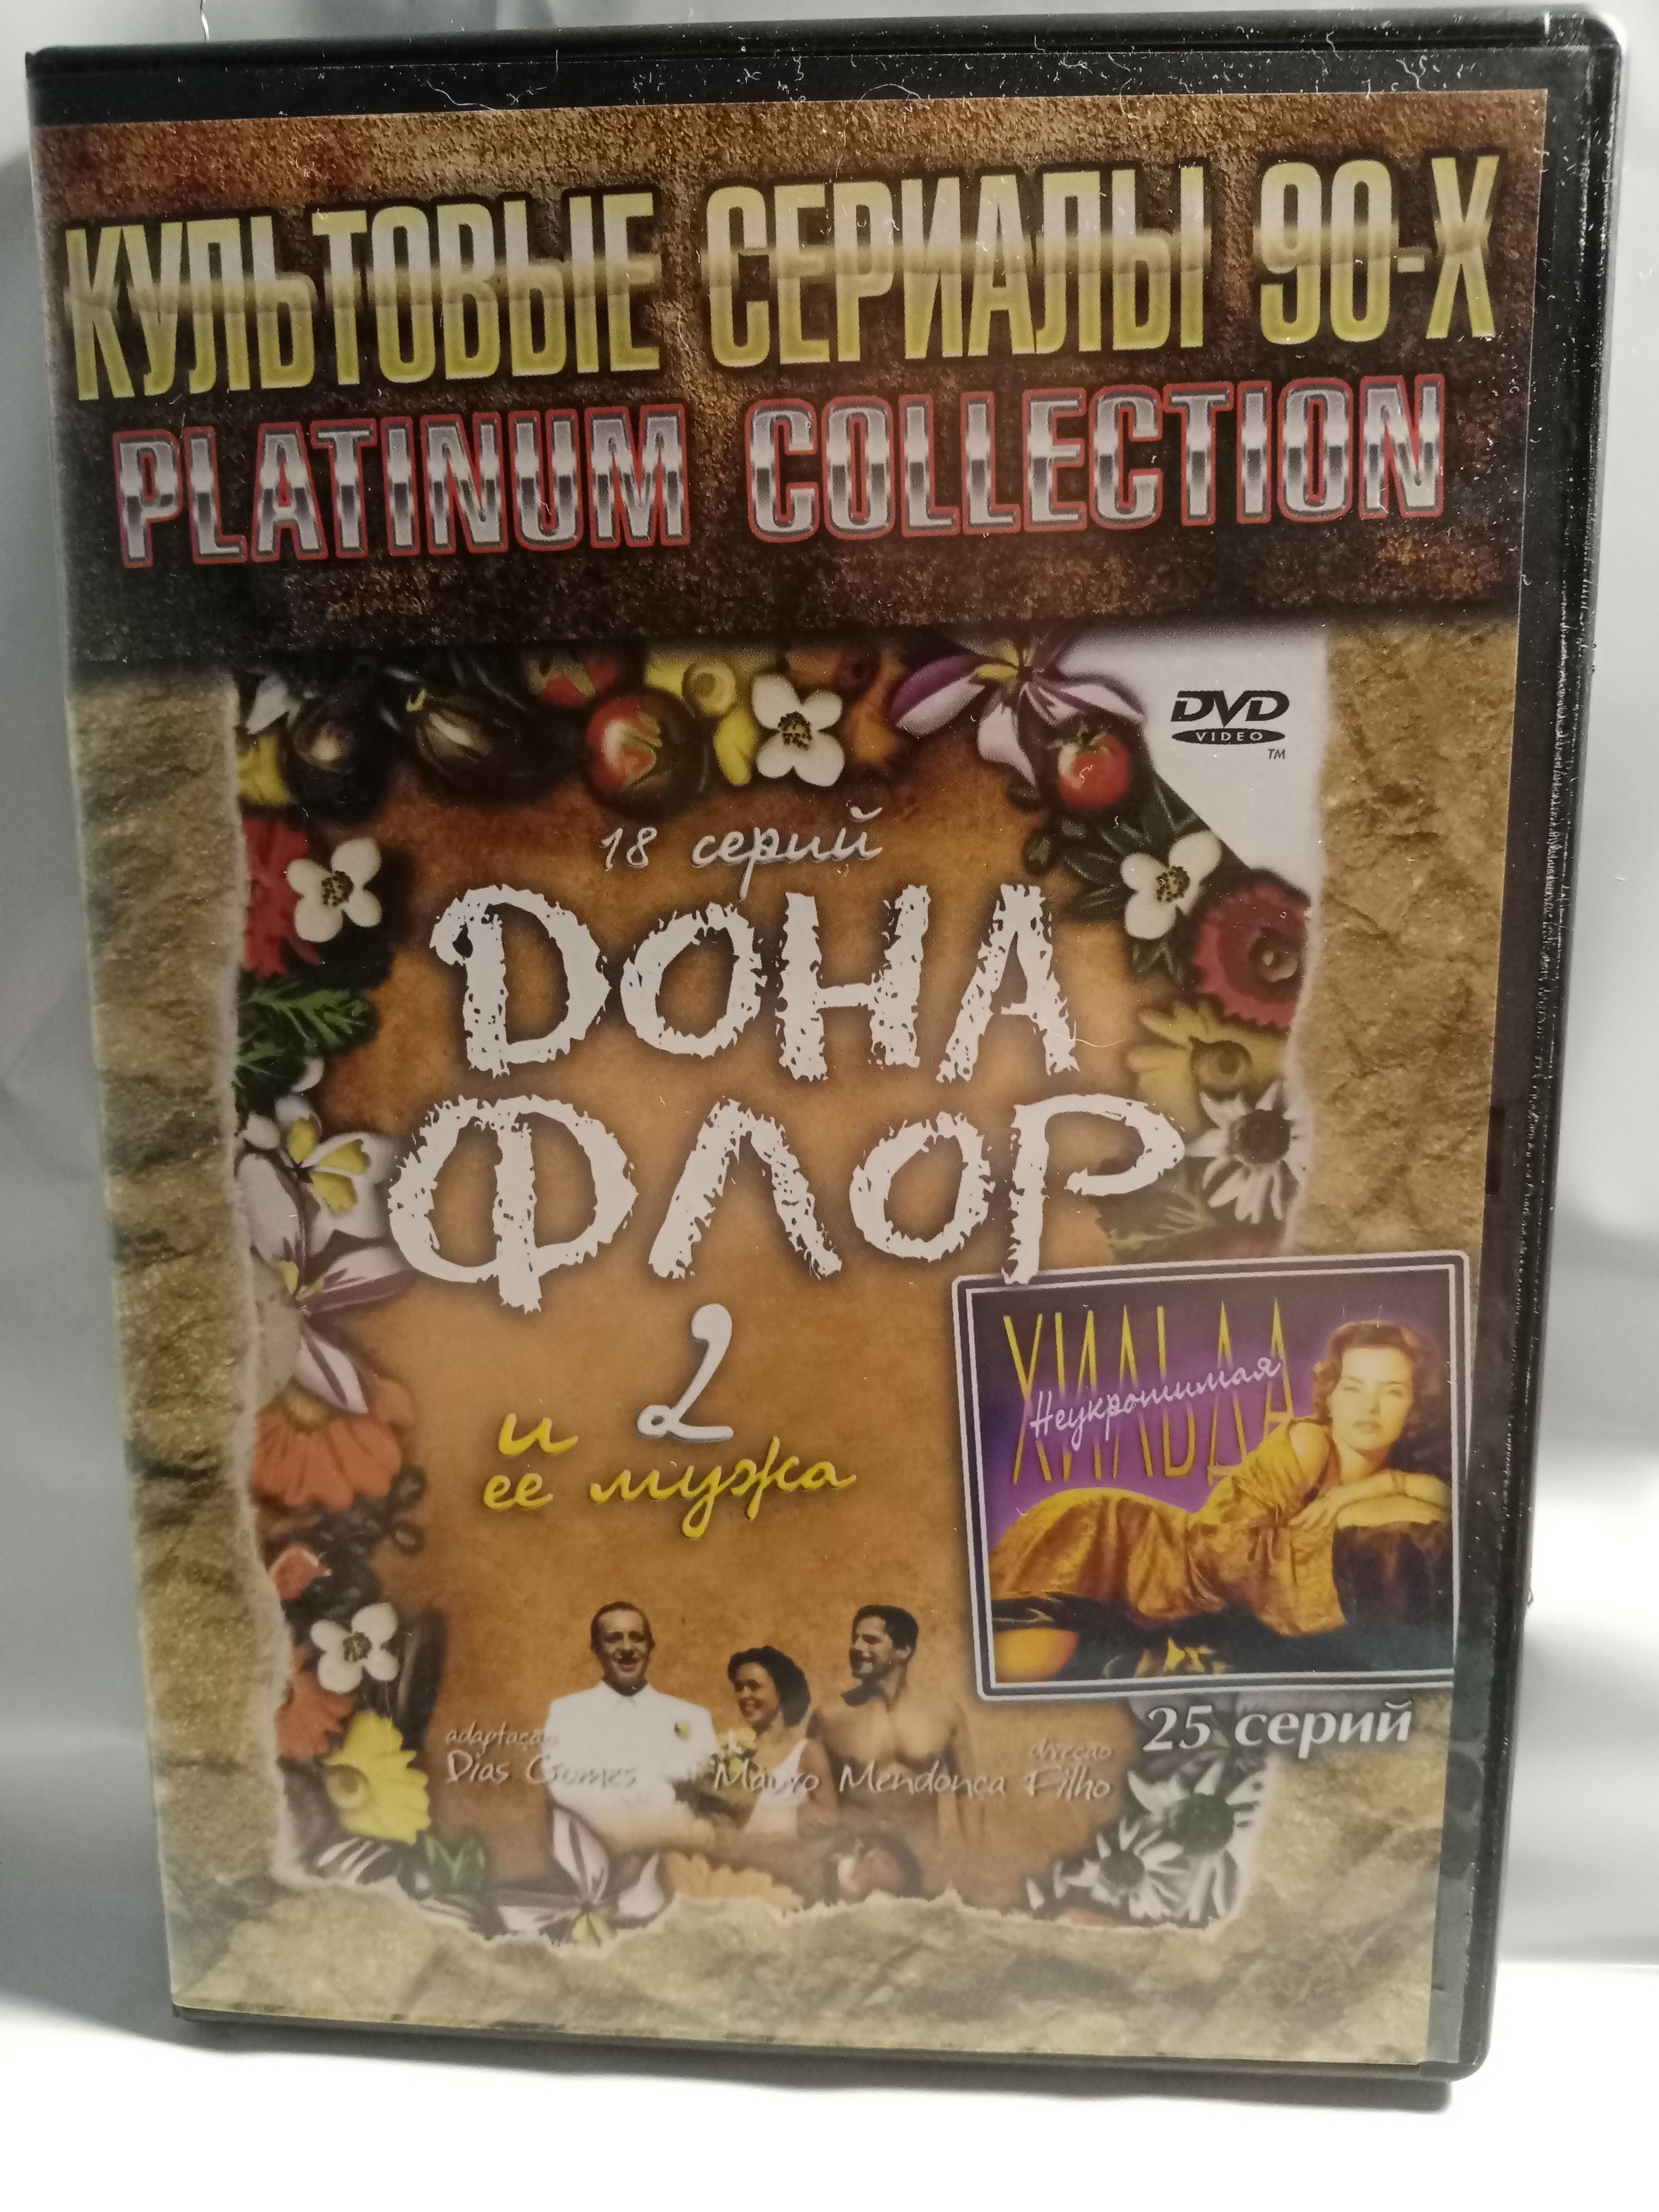 КУЛЬТОВЫЕ СЕРИАЛЫ 90-Х
PLATINUM COLLECTION
DVD
VIDEO
TM
18 серий
ДОНА
ФЛОР
и 2
ее мужа
ХИЛЬДА
Неукротимая
25 серий
adaptação
Dias Gomes
direção
Mauro Mendonca Filho